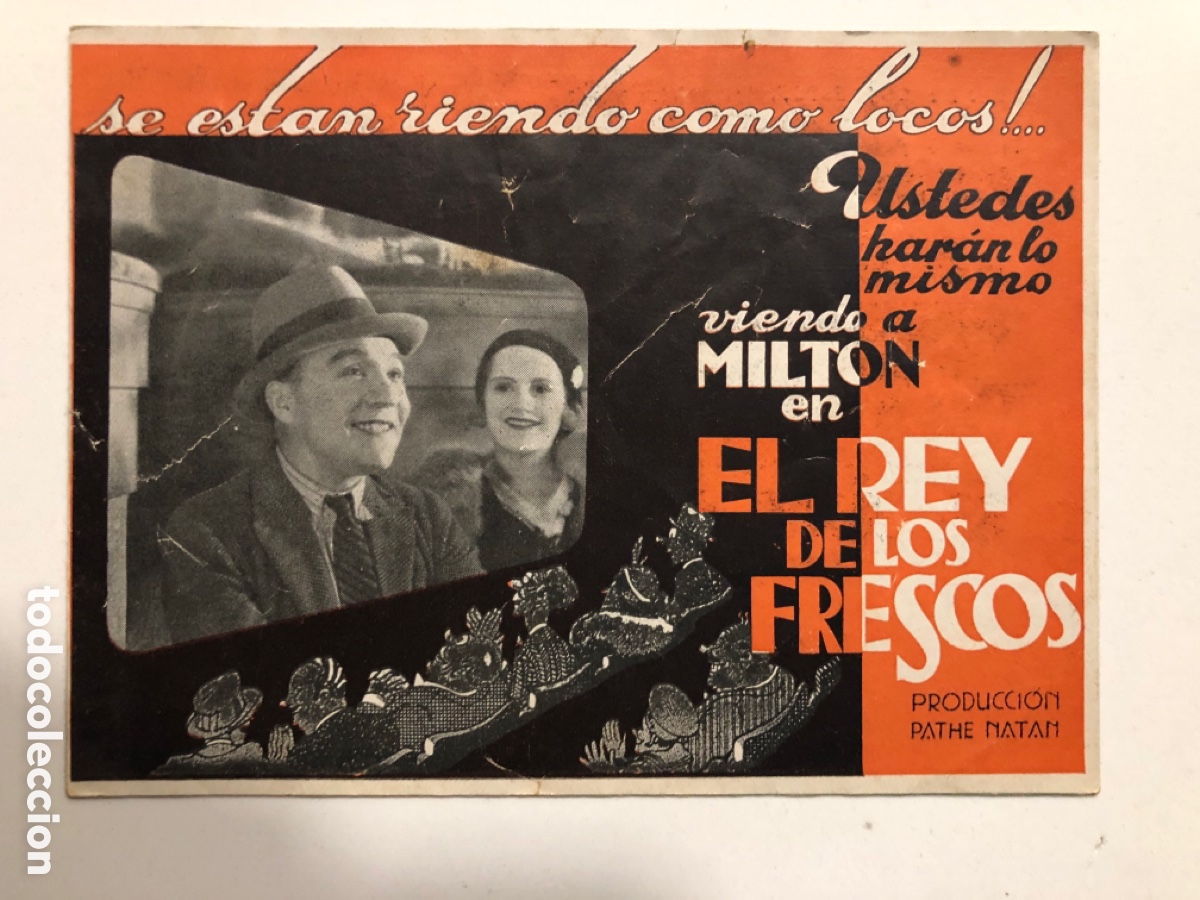 se estan riendo como locos!...
Ustedes
harán lo
mismo
viendo a
MILTON
en
EL REY
DE LOS
FRESCOS
PRODUCCIÓN
PATHE NATAN
todocoleccion